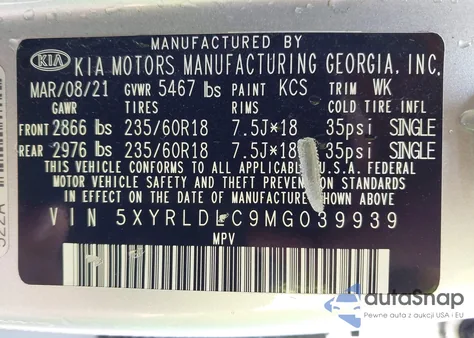 MANUFACTURED BY
KIA KIA MOTORS MANUFACTURING GEORGIA, INC.
MAR/08/21 GVWR 5467 lbs PAINT KCS TRIM WK
GAWR TIRES RIMS COLD TIRE INFL
FRONT 2866 lbs 235/60R18 7.5J*18 35psi SINGLE
REAR 2976 lbs 235/60R18 7.5J*18 35psi SINGLE
THIS VEHICLE CONFORMS TO ALL APPLICABLE U.S.A. FEDERAL
MOTOR VEHICLE SAFETY AND THEFT PREVENTION STANDARDS
IN EFFECT ON THE DATE OF MANUFACTURE SHOWN ABOVE
VIN
MPV
522A
autoSnap
Pewne auta z aukcji USA i EU